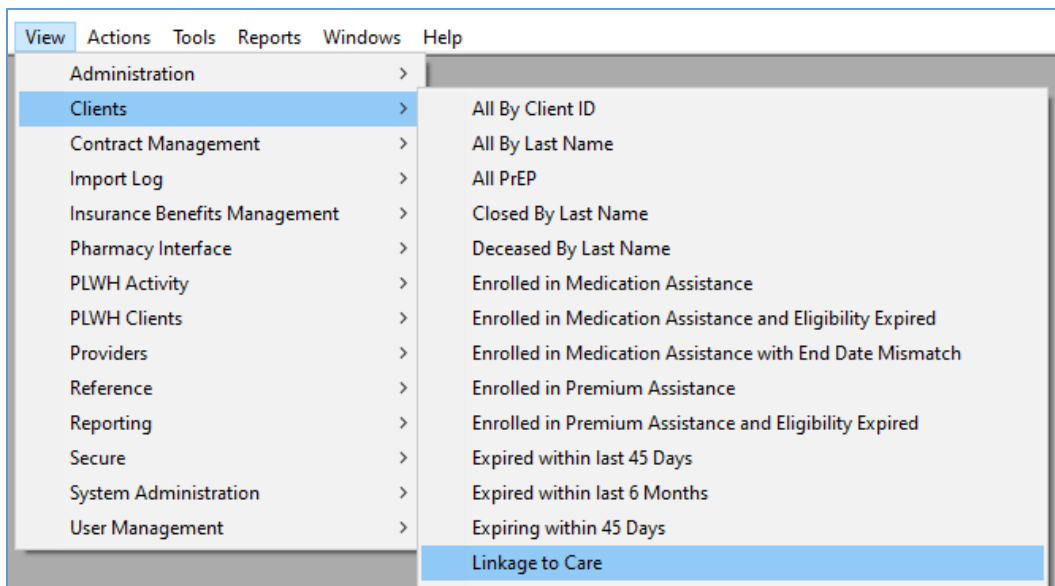 View Actions Tools Reports Windows Help
Administration
Clients
Contract Management
Import Log
Insurance Benefits Management
Pharmacy Interface
PLWH Activity
PLWH Clients
Providers
Reference
Reporting
Secure
System Administration
User Management
All By Client ID
All By Last Name
All PrEP
Closed By Last Name
Deceased By Last Name
Enrolled in Medication Assistance
Enrolled in Medication Assistance and Eligibility Expired
Enrolled in Medication Assistance with End Date Mismatch
Enrolled in Premium Assistance
Enrolled in Premium Assistance and Eligibility Expired
Expired within last 45 Days
Expired within last 6 Months
Expiring within 45 Days
Linkage to Care